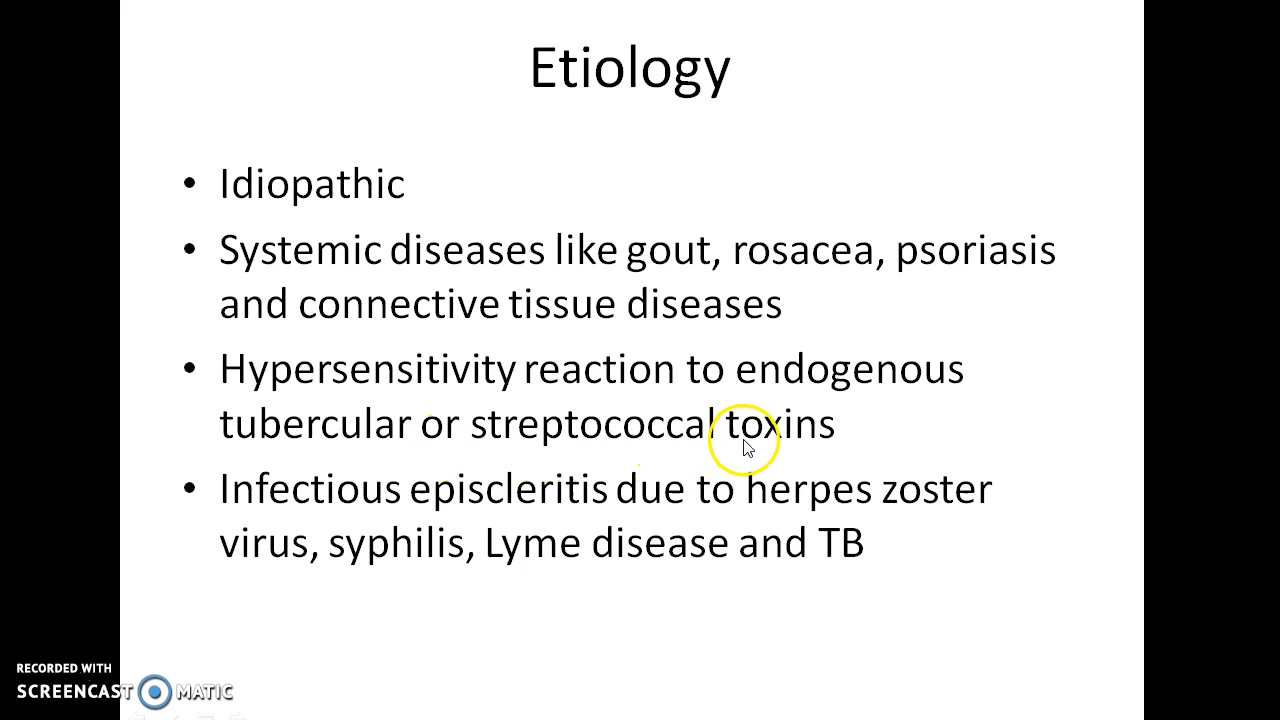 Etiology
• Idiopathic
• Systemic diseases like gout, rosacea, psoriasis
and connective tissue diseases
• Hypersensitivity reaction to endogenous
tubercular or streptococcal toxins
• Infectious episcleritis due to herpes zoster
virus, syphilis, Lyme disease and TB
RECORDED WITH
SCREENCAST MATIC